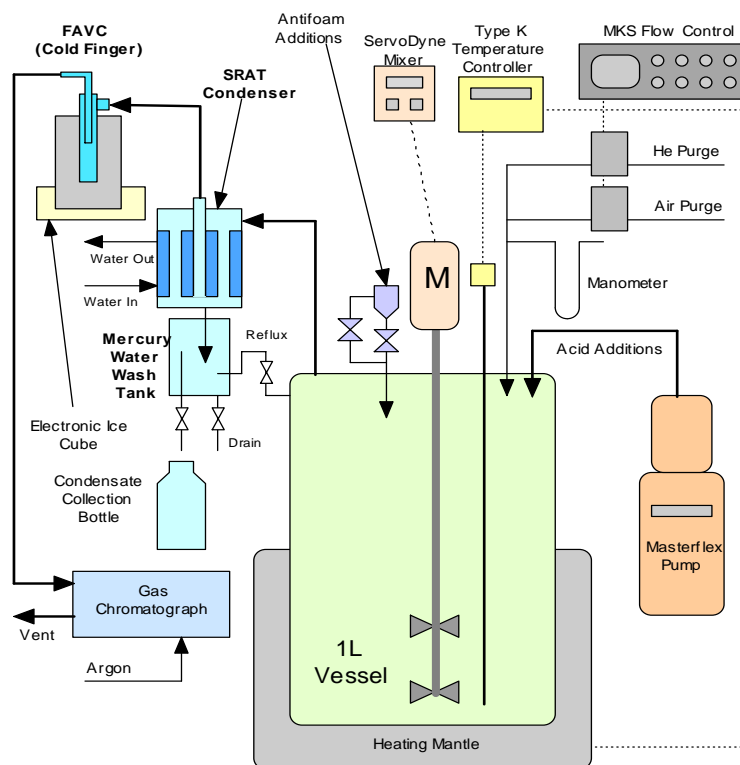 FAVC
(Cold Finger)
Antifoam
Additions
SRAT
Condenser
ServoDyne
Mixer
Type K
Temperature
Controller
MKS Flow Control
He Purge
Air Purge
Manometer
Water Out
Water In
M
Mercury
Water
Wash
Tank
Reflux
Acid Additions
Electronic Ice
Cube
Drain
Condensate
Collection
Bottle
Masterflex
Pump
Gas
Chromatograph
Vent
Argon
1L
Vessel
Heating Mantle